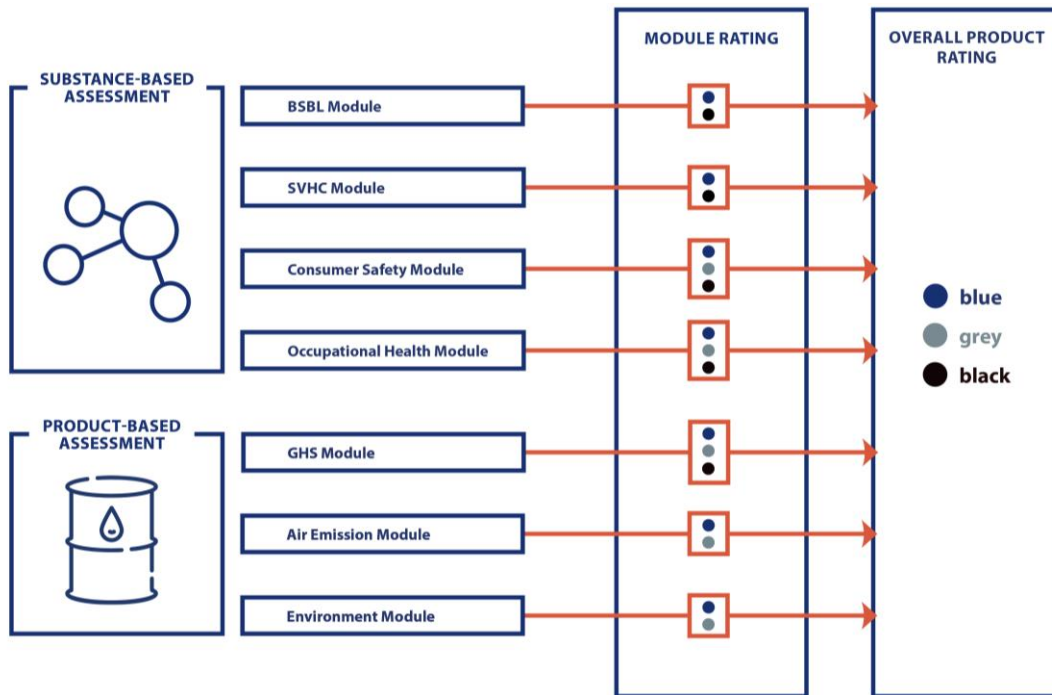 MODULE RATING
OVERALL PRODUCT
RATING
SUBSTANCE-BASED
ASSESSMENT
BSBL Module
SVHC Module
Consumer Safety Module
Occupational Health Module
PRODUCT-BASED
ASSESSMENT
GHS Module
Air Emission Module
Environment Module
blue
grey
black